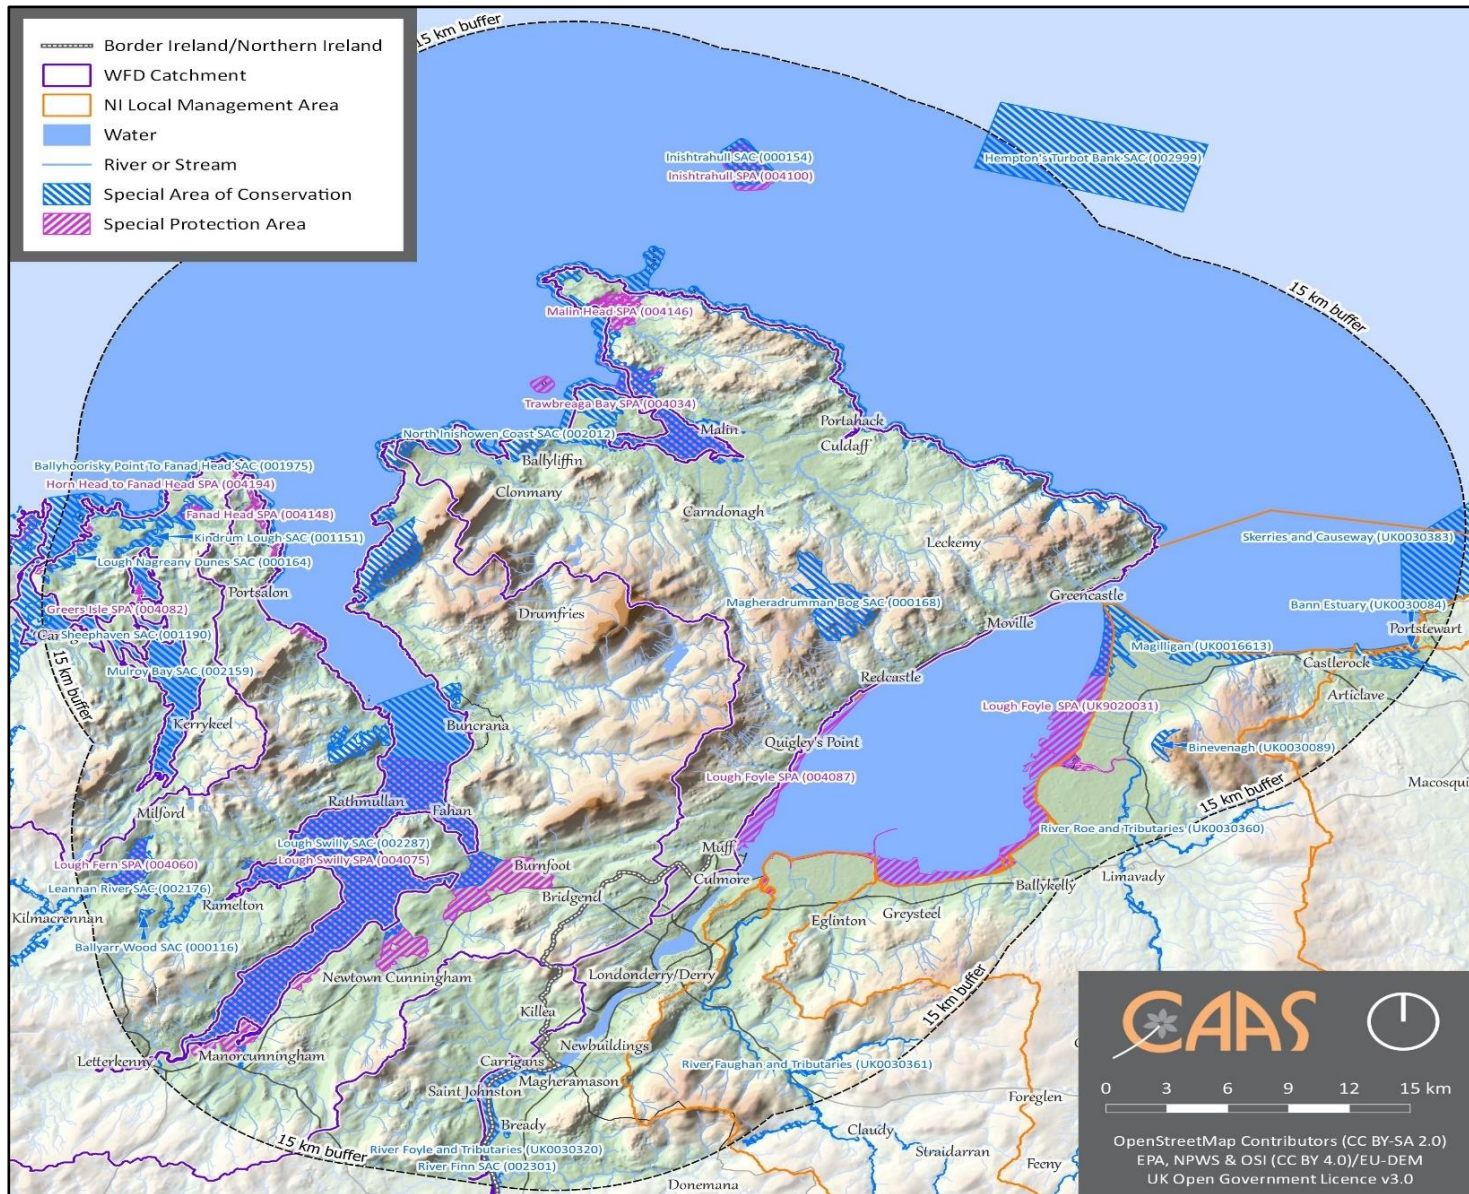 Border Ireland/Northern Ireland
WFD Catchment
NI Local Management Area
Water
River or Stream
Special Area of Conservation
Special Protection Area
15 km buffer
Inishtrahull SAC (000154)
Inishtrahull SPA (004100)
Hempton's Turbot Bank SAC (002999)
15 km buffer
Malin Head SPA (004146)
Trawbreaga Bay SPA (004034)
Malin
Portahack
Culdaff
North Inishowen Coast SAC (002012)
Ballyliffin
Clonmany
Carndonagh
Ballyhoorisky Point To Fanad Head SAC (001975)
Horn Head to Fanad Head SPA (004194)
Fanad Head SPA (004148)
Kindrum Lough SAC (001151)
Lough Nagreany Dunes SAC (000164)
Leckemy
Skerries and Causeway (UK0030383)
Portsalon
Greers Isle SPA (004082)
Sheephaven SAC (001190)
Mulroy Bay SAC (002159)
15 km buffer
Drumfries
Magheradrumman Bog SAC (000168)
Greencastle
Moville
Bann Estuary (UK0030084)
Portstewart
Magilligan (UK0016613)
Castlerock
Articlave
Redcastle
Lough Foyle SPA (UK9020031)
Kerrykeel
Buncrana
Quigley's Point
Binevenagh (UK0030089)
Lough Foyle SPA (004087)
Macosqui
15 km buffer
Milford
Rathmullan
Fahan
River Roe and Tributaries (UK0030360)
Lough Swilly SAC (002287)
Lough Swilly SPA (004075)
Muff
Lough Fern SPA (004060)
Burnfoot
Culmore
Bridgend
Leannan River SAC (002176)
Ramelton
Kilmacrennan
Ballykelly
Limavady
Eglinton
Greysteel
Ballyarr Wood SAC (000116)
Newtown Cunningham
Londonderry/Derry
15 km buffer
Killea
Letterkenny
Manorcunningham
Newbuildings
Carrigans
Magheramason
Saint Johnston
River Faughan and Tributaries (UK0030361)
Foreglen
Bready
15 km buffer
Claudy
Straidarran
Feeny
River Foyle and Tributaries (UK0030320)
River Finn SAC (002301)
Donemana
CAAS
0 3 6 9 12 15 km
OpenStreetMap Contributors (CC BY-SA 2.0)
EPA, NPWS & OSI (CC BY 4.0)/EU-DEM
UK Open Government Licence v3.0